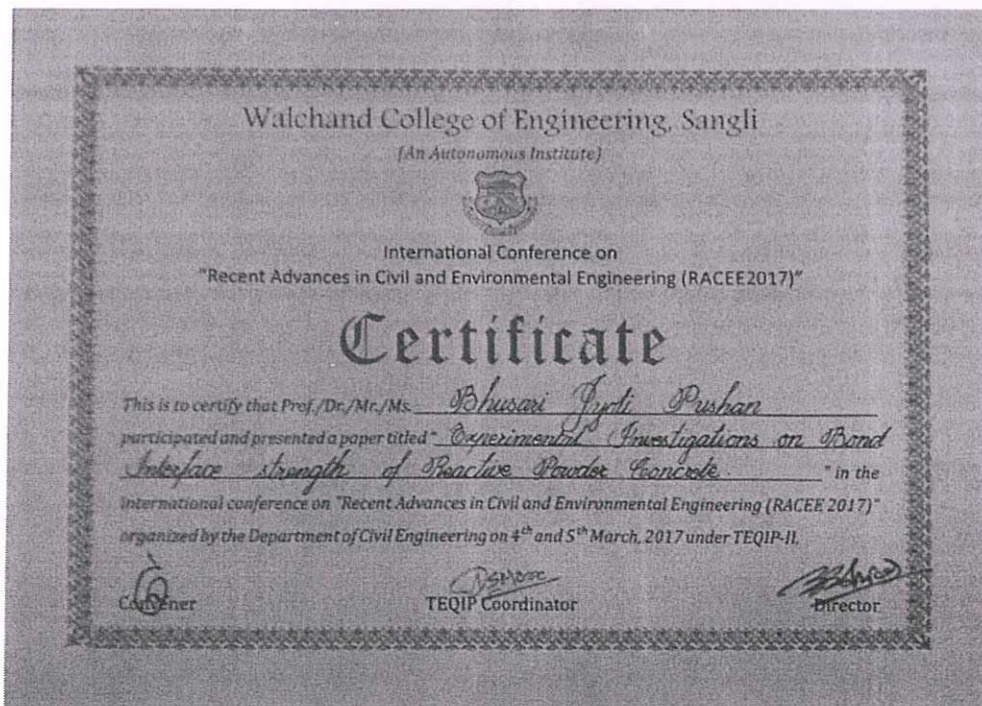 Walchand College of Engineering, Sangli
(An Autonomous Institute)
International Conference on
"Recent Advances in Civil and Environmental Engineering (RACEE2017)"
Certificate
This is to certify that Prof./Dr./Mr./Ms. Bhusari Jyoti Pushan
participated and presented a paper titled " Experimental Investigations on Bond
Interface strength of Reactive Powder Concrete. " in the
international conference on "Recent Advances in Civil and Environmental Engineering (RACEE 2017)"
organized by the Department of Civil Engineering on 4th and 5th March, 2017 under TEQIP-II.
Convener TEQIP Coordinator Director